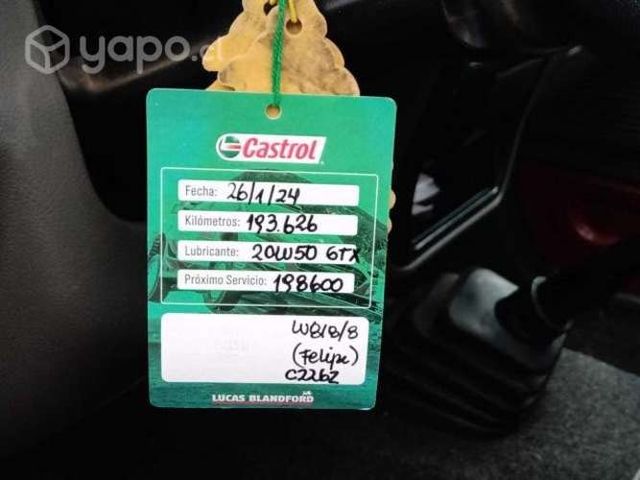 yapo.cl
Castrol
Fecha: 26/1/24
Kilómetros: 193.626
Lubricante: 20W50 GTX
Próximo Servicio: 198600
W818/8
(Felipe)
C2262
LUCAS BLANDFORD